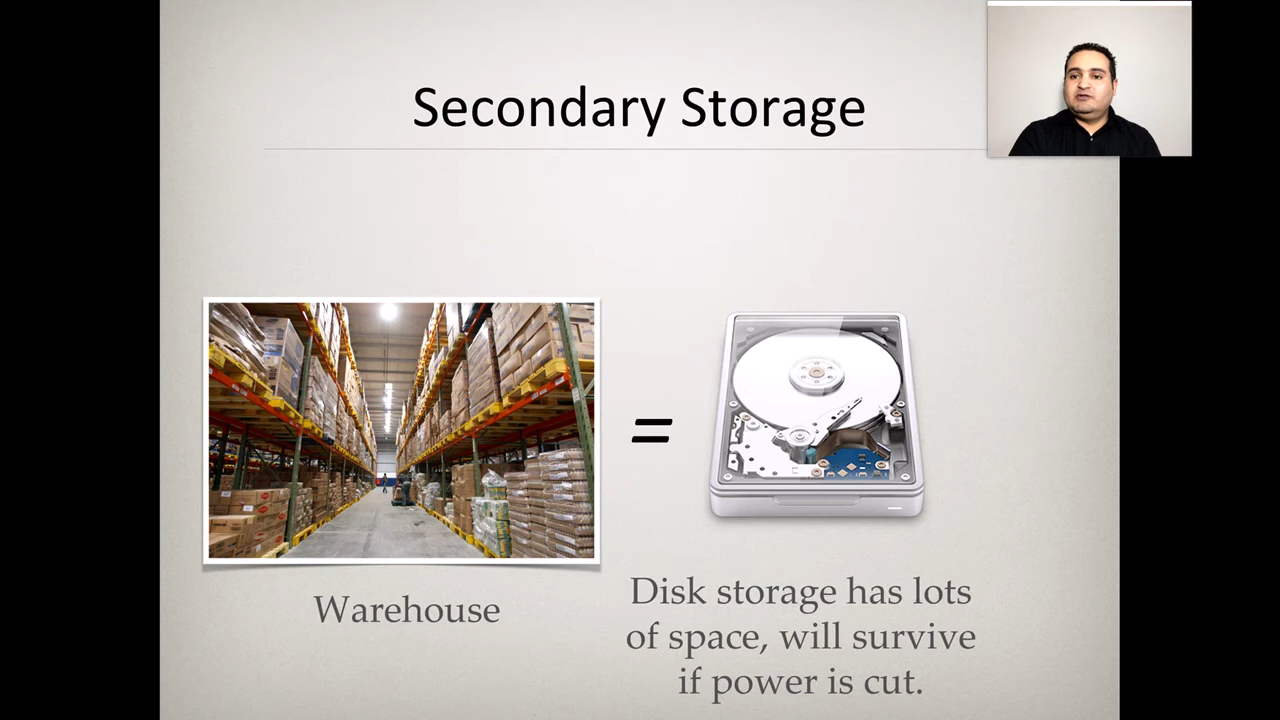 Secondary Storage
=
Warehouse
Disk storage has lots
of space, will survive
if power is cut.